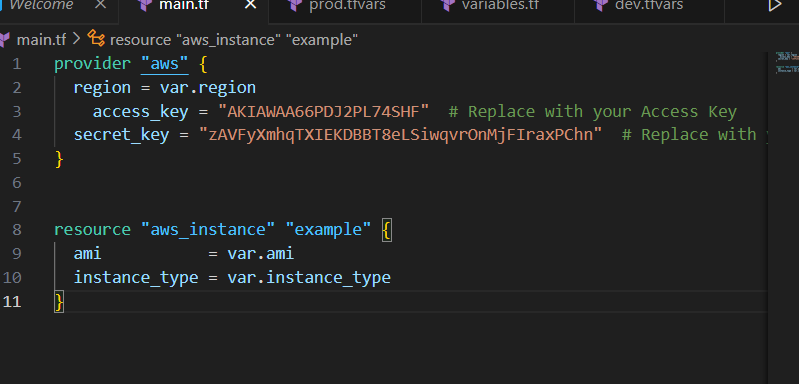 Welcome main.tf prod.tfvars variables.tf dev.tfvars
main.tf > resource "aws_instance" "example"
1 provider "aws" {
2 region = var.region
3 access_key = "AKIAWAA66PDJ2PL74SHF" # Replace with your Access Key
4 secret_key = "zAVFyXmhqTXIEKDBBT8eLSiwqvrOnMjFIraxPChn" # Replace with
5 }
6
7
8 resource "aws_instance" "example" {
9 ami = var.ami
10 instance_type = var.instance_type
11 }